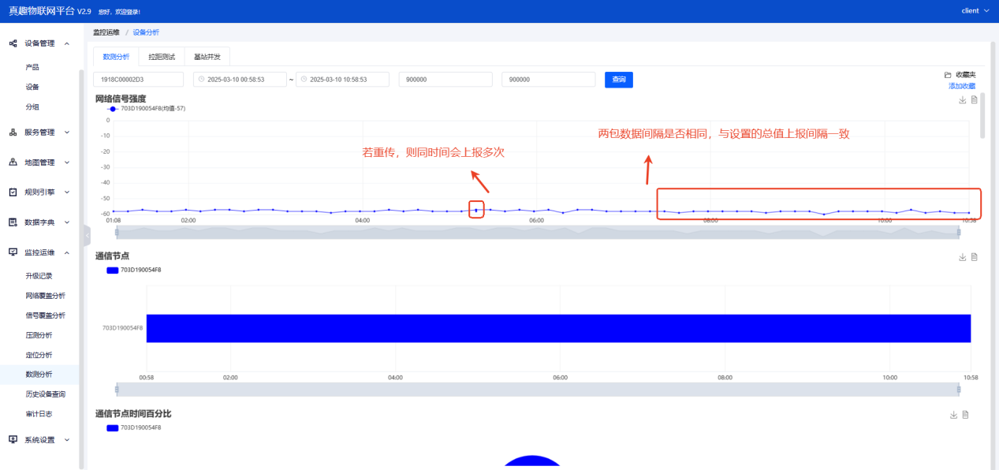 真趣物联网平台 V2.9 您好，欢迎登录!
client
设备管理
产品
设备
分组
服务管理
地图管理
规则引擎
数据字典
监控运维
升级记录
网络覆盖分析
信号覆盖分析
压测分析
定位分析
数测分析
历史设备查询
审计日志
系统设置
监控运维 / 设备分析
数测分析 拉距测试 基站并发
1918C00002D3 2025-03-10 00:58:53 ~ 2025-03-10 10:58:53 900000 900000 查询
收藏夹
添加收藏
网络信号强度
703D190054F8(均值-57)
两包数据间隔是否相同，与设置的总值上报间隔一致
若重传，则同时间会上报多次
0
-10
-20
-30
-40
-50
-60
01:08 02:00 04:00 06:00 08:00 10:00 10:58
通信节点
703D190054F8
703D190054F8
00:58 02:00 04:00 06:00 08:00 10:00 10:58
通信节点时间百分比
703D190054F8